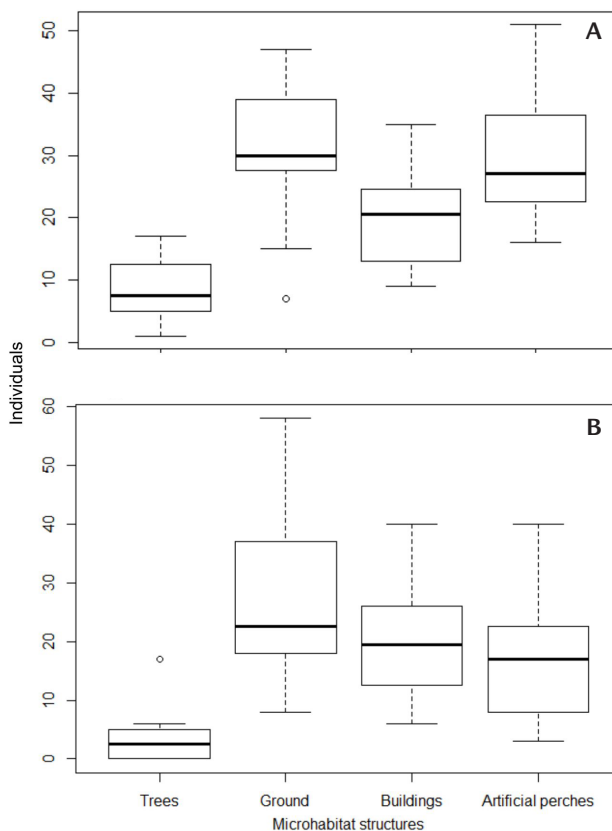 A
50
40
30
20
10
0
Individuals
B
60
50
40
30
20
10
0
Trees Ground Buildings Artificial perches
Microhabitat structures